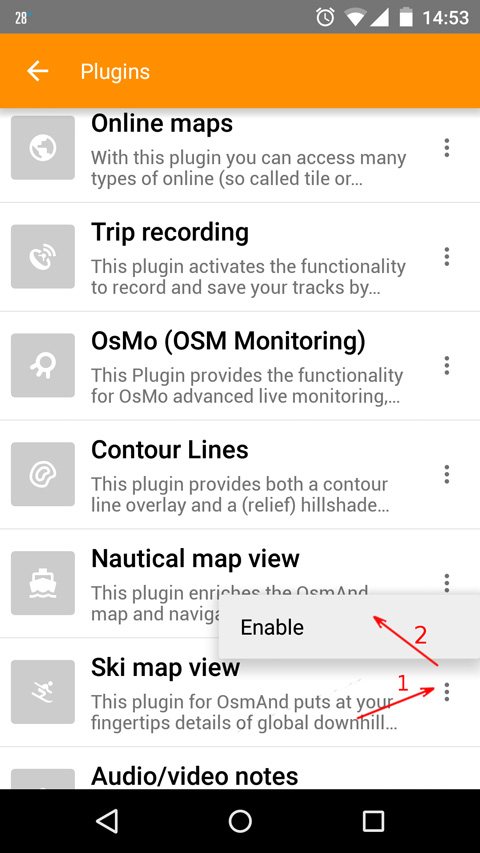 28°
14:53
Plugins
Online maps
With this plugin you can access many
types of online (so called tile or…
Trip recording
This plugin activates the functionality
to record and save your tracks by…
OsMo (OSM Monitoring)
This Plugin provides the functionality
for OsMo advanced live monitoring,…
Contour Lines
This plugin provides both a contour
line overlay and a (relief) hillshade…
Nautical map view
This plugin enriches the OsmAnd
map and naviga
Enable
2
Ski map view
1
This plugin for OsmAnd puts at your
fingertips details of global downhill…
Audio/video notes